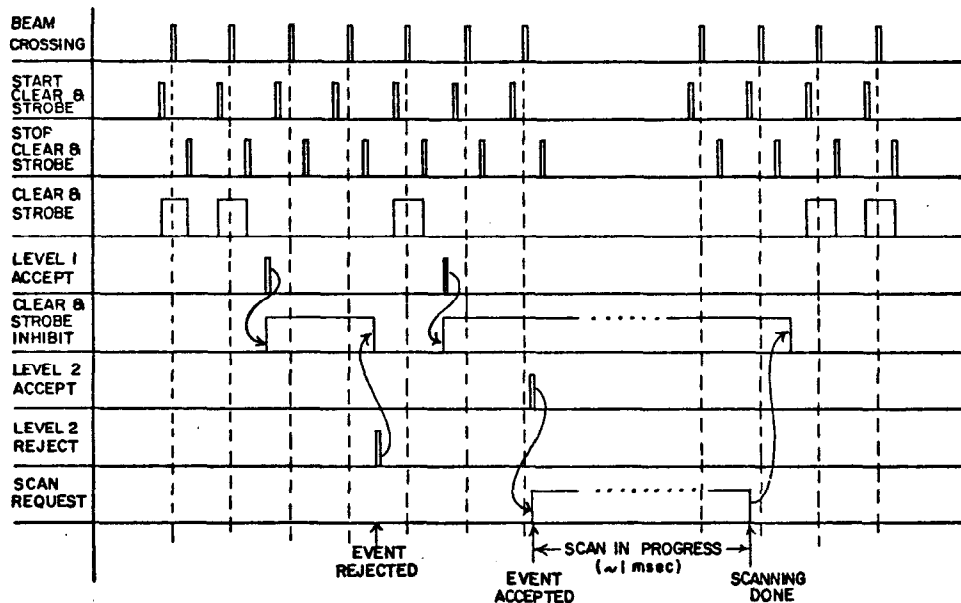 BEAM
CROSSING
START
CLEAR &
STROBE
STOP
CLEAR &
STROBE
CLEAR &
STROBE
LEVEL 1
ACCEPT
CLEAR &
STROBE
INHIBIT
LEVEL 2
ACCEPT
LEVEL 2
REJECT
SCAN
REQUEST
EVENT
REJECTED
EVENT
ACCEPTED
SCAN IN PROGRESS
(~1 msec)
SCANNING
DONE